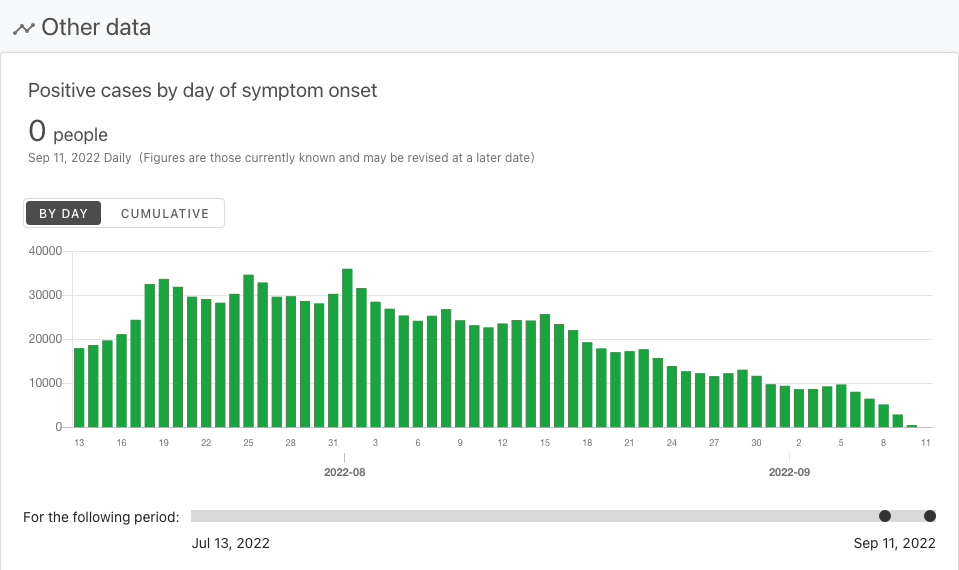 Other data
Positive cases by day of symptom onset
0 people
Sep 11, 2022 Daily (Figures are those currently known and may be revised at a later date)
BY DAY CUMULATIVE
40000
30000
20000
10000
0
13 16 19 22 25 28 31 3 6 9 12 15 18 21 24 27 30 2 5 8 11
2022-08 2022-09
For the following period:
Jul 13, 2022 Sep 11, 2022